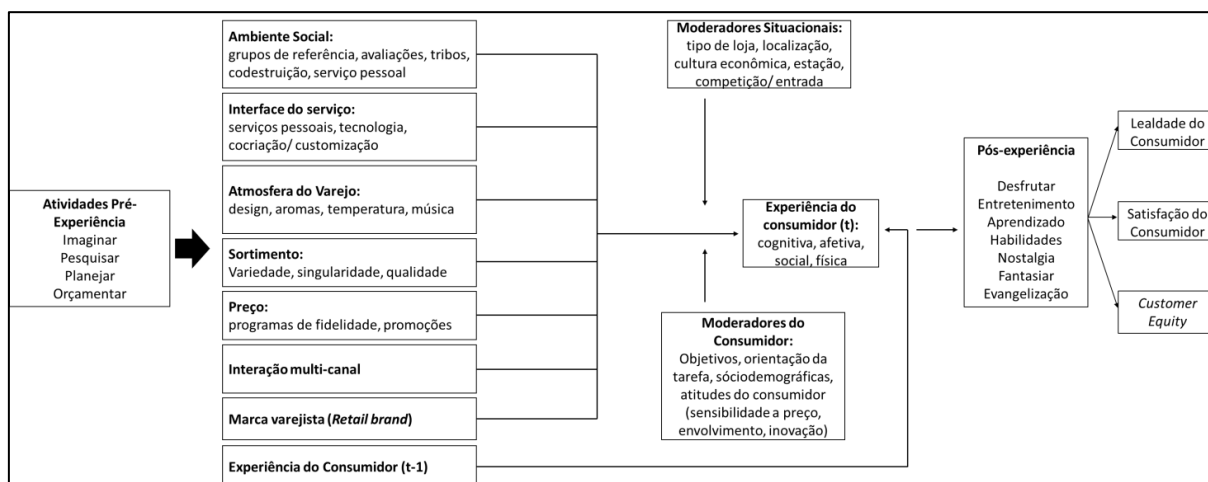 Atividades Pré-
Experiência
Imaginar
Pesquisar
Planejar
Orçamentar
Ambiente Social:
grupos de referência, avaliações, tribos,
codestruição, serviço pessoal
Interface do serviço:
serviços pessoais, tecnologia,
cocriação/ customização
Atmosfera do Varejo:
design, aromas, temperatura, música
Sortimento:
Variedade, singularidade, qualidade
Preço:
programas de fidelidade, promoções
Interação multi-canal
Marca varejista (Retail brand)
Experiência do Consumidor (t-1)
Moderadores Situacionais:
tipo de loja, localização,
cultura econômica, estação,
competição/ entrada
Experiência do
consumidor (t):
cognitiva, afetiva,
social, física
Moderadores do
Consumidor:
Objetivos, orientação da
tarefa, sóciodemográficas,
atitudes do consumidor
(sensibilidade a preço,
envolvimento, inovação)
Pós-experiência
Desfrutar
Entretenimento
Aprendizado
Habilidades
Nostalgia
Fantasiar
Evangelização
Lealdade do
Consumidor
Satisfação do
Consumidor
Customer
Equity